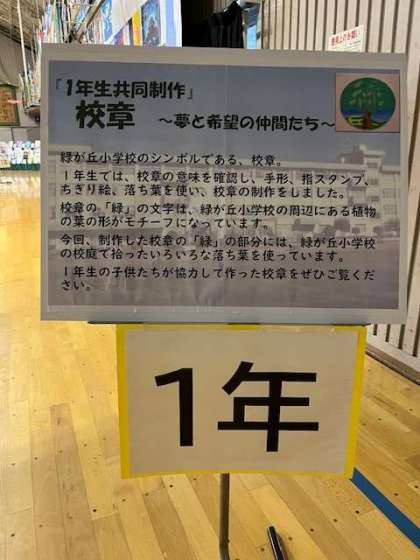 『1年生共同制作』
校章 ～夢と希望の仲間たち～
緑が丘小学校のシンボルである、校章。
1年生では、校章の意味を確認し、手形、指スタンプ、
ちぎり絵、落ち葉を使い、校章の制作をしました。
校章の「緑」の文字は、緑が丘小学校の周辺にある植物
の葉の形がモチーフになっています。
今回、制作した校章の「緑」の部分には、緑が丘小学校
の校庭で拾ったいろいろな落ち葉を使っています。
1年生の子供たちが協力して作った校章をぜひご覧くだ
さい。
1年